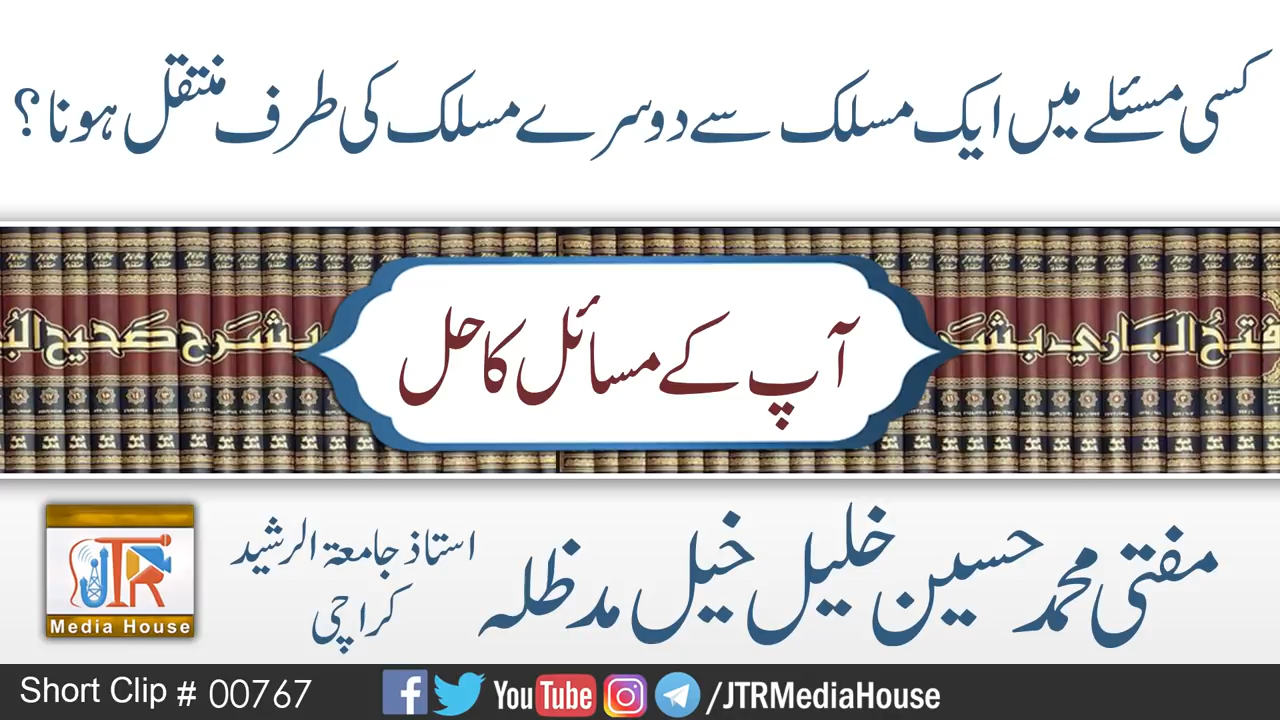 کسی مسئلے میں ایک مسلک سے دوسرے مسلک کی طرف منتقل ہونا؟
فتح الباري بشر
بشرح صحيح الب
آپ کے مسائل کا حل
مفتی محمد حسین خلیل خیل مدظلہ
استاذ جامعۃ الرشید
کراچی
JTR
Media House
Short Clip # 00767
You Tube
/JTRMediaHouse